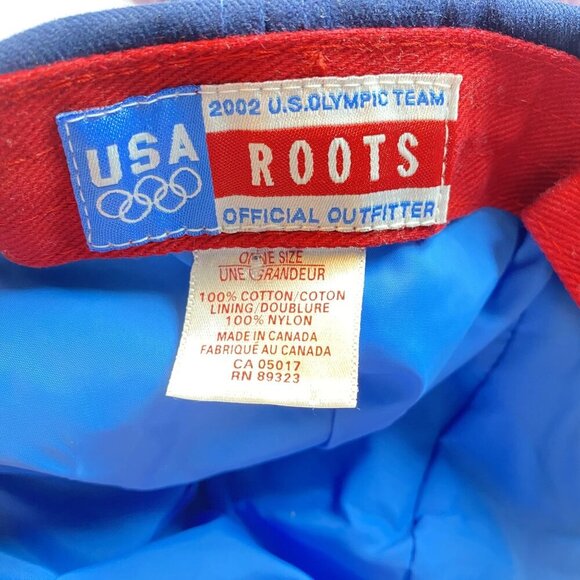 2002 U.S.OLYMPIC TEAM
USA
ROOTS
OFFICIAL OUTFITTER
ONE SIZE
UNE GRANDEUR
100% COTTON/COTON
LINING/DOUBLURE
100% NYLON
MADE IN CANADA
FABRIQUÉ AU CANADA
CA 05017
RN 89323